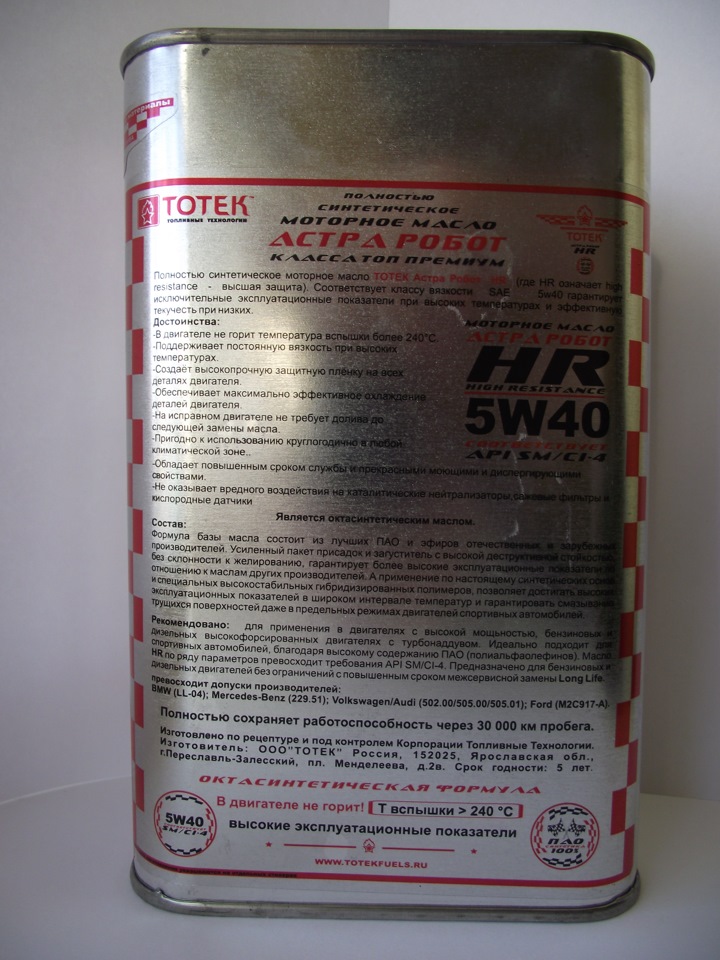 материалы
ТОТЕК
ТОПЛИВНЫЕ ТЕХНОЛОГИИ
ПОЛНОСТЬЮ
СИНТЕТИЧЕСКОЕ
МОТОРНОЕ МАСЛО
АСТРА РОБОТ
КЛАССА ТОП ПРЕМИУМ
ТОТЕК
HR
Полностью синтетическое моторное масло ТОТЕК Астра Робот HR (где HR означает high
resistance - высшая защита). Соответствует классу вязкости SAE 5w40 гарантирует
исключительные эксплуатационные показатели при высоких температурах и эффективную
текучесть при низких.
Достоинства:
-В двигателе не горит температура вспышки более 240°С.
-Поддерживает постоянную вязкость при высоких
температурах.
-Создаёт высокопрочную защитную плёнку на всех
деталях двигателя.
-Обеспечивает максимально эффективное охлаждение
деталей двигателя.
-На исправном двигателе не требует долива до
следующей замены масла.
-Пригодно к использованию круглогодично в любой
климатической зоне..
-Обладает повышенным сроком службы и прекрасными моющими и диспергирующими
свойствами.
-Не оказывает вредного воздействия на каталитические нейтрализаторы,сажевые фильтры и
кислородные датчики
МОТОРНОЕ МАСЛО
АСТРА РОБОТ
HR
HIGH RESISTANCE
5W40
СООТВЕТСТВУЕТ
API SM/CI-4
Является октасинтетическим маслом.
Состав:
Формула базы масла состоит из лучших ПАО и эфиров отечественных и зарубежных
производителей. Усиленный пакет присадок и загуститель с высокой деструктивной стойкостью,
без склонности к желированию, гарантирует более высокие эксплуатационные показатели по
отношению к маслам других производителей. А применение по настоящему синтетических основ
и специальных высокостабильных гибридизированных полимеров, позволяет достигать высоких
эксплуатационных показателей в широком интервале температур и гарантировать смазывание
трущихся поверхностей даже в предельных режимах двигателей спортивных автомобилей.
Рекомендовано: для применения в двигателях с высокой мощьностью, бензиновых и
дизельных высокофорсированных двигателях с турбонаддувом. Идеально подходит для
спортивных автомобилей, благодаря высокому содержанию ПАО (полиальфаолефинов). Масло
HR по ряду параметров превосходит требования API SM/CI-4. Предназначено для бензиновых и
дизельных двигателей без ограничений с повышенным сроком межсервисной замены Long Life.
превосходит допуски производителей:
BMW (LL-04); Mercedes-Benz (229.51); Volkswagen/Audi (502.00/505.00/505.01); Ford (M2C917-A).
Полностью сохраняет работоспособность через 30 000 км пробега.
Изготовлено по рецептуре и под контролем Корпорации Топливные Технологии.
Изготовитель: ООО"ТОТЕК" Россия, 152025, Ярославская обл.,
г.Переславль-Залесский, пл. Менделеева, д.2в. Срок годности: 5 лет.
ОКТАСИНТЕТИЧЕСКАЯ ФОРМУЛА
В двигателе не горит! Т вспышки > 240 °С
высокие эксплуатационные показатели
5W40
SM/CI-4
ПАО
100%
WWW.TOTEKFUELS.RU